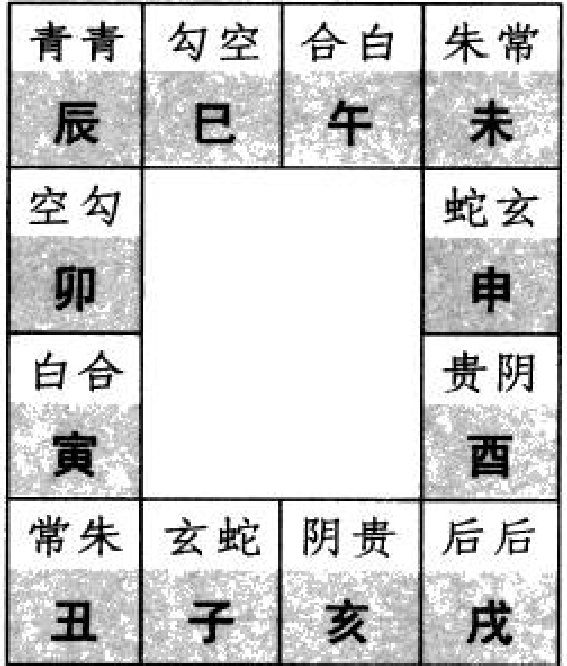 青青 勾空 合白 朱常
辰 巳 午 未
空勾 蛇玄
卯 申
白合 贵阴
寅 酉
常朱 玄蛇 阴贵 后后
丑 子 亥 戌